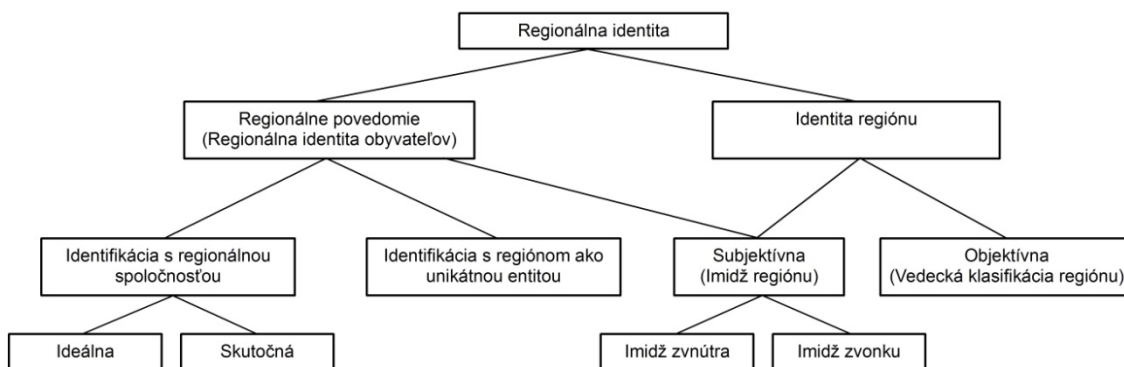 Regionálna identita
Regionálne povedomie
(Regionálna identita obyvateľov)
Identita regiónu
Identifikácia s regionálnou
spoločnosťou
Identifikácia s regiónom ako
unikátnou entitou
Subjektívna
(Imidž regiónu)
Objektívna
(Vedecká klasifikácia regiónu)
Ideálna
Skutočná
Imidž zvnútra
Imidž zvonku